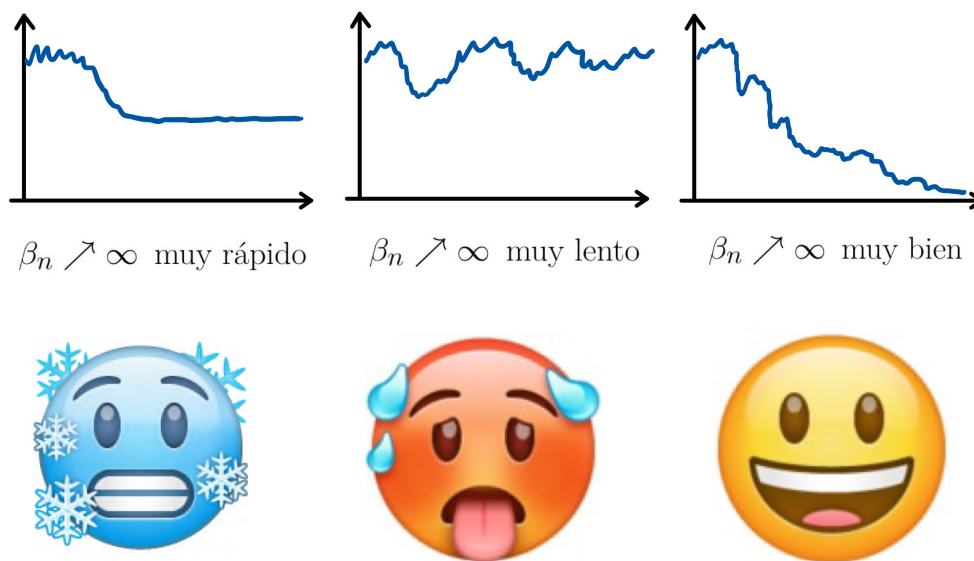 βₙ ↗ ∞ muy rápido
βₙ ↗ ∞ muy lento
βₙ ↗ ∞ muy bien